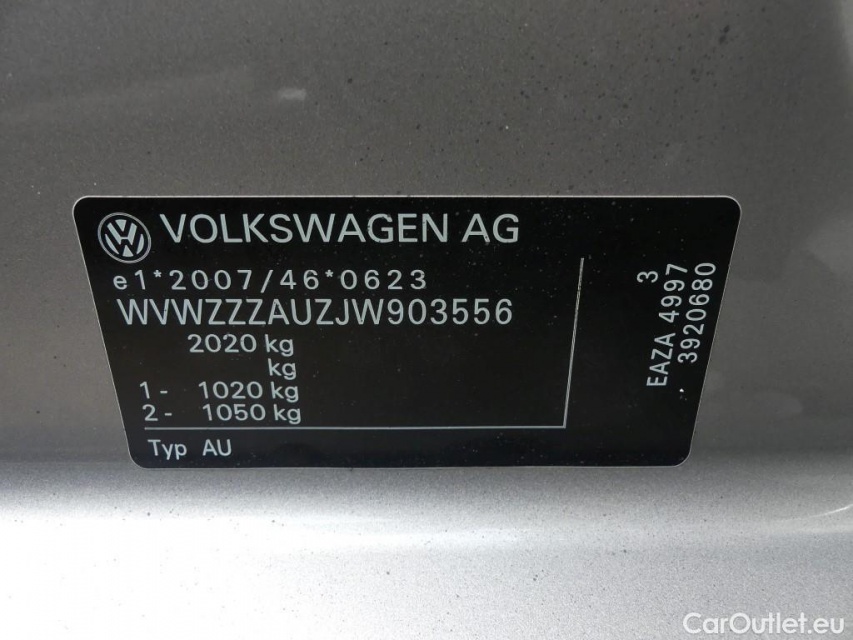 VOLKSWAGEN AG
e1*2007/46*0623
WVWZZZAUZJW903556
2020 kg
kg
1- 1020 kg
2- 1050 kg
Typ AU
3
EAZA 4997
3920680
CarOutlet.eu